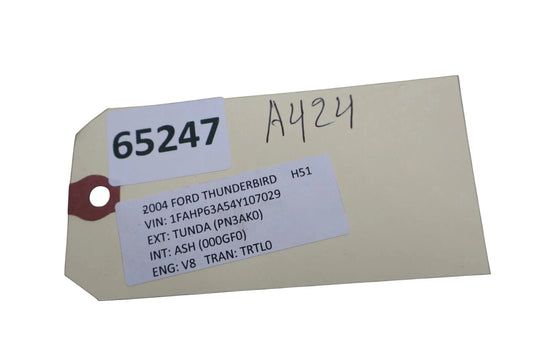 65247
A424
2004 FORD THUNDERBIRD H51
VIN: 1FAHP63A54Y107029
EXT: TUNDA (PN3AK0)
INT: ASH (000GF0)
ENG: V8 TRAN: TRTL0